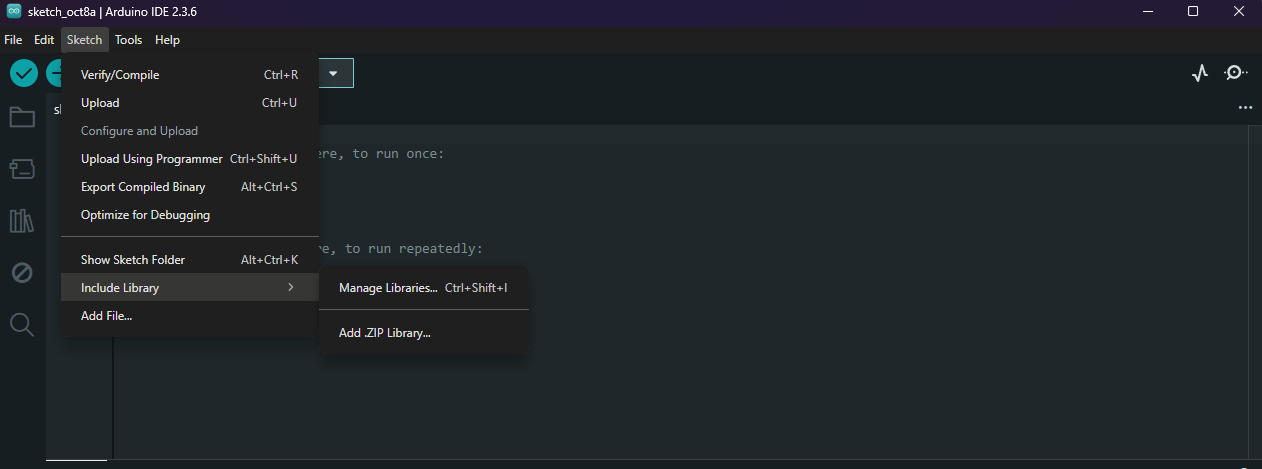 sketch_oct8a | Arduino IDE 2.3.6
File Edit Sketch Tools Help
Verify/Compile Ctrl+R
Upload Ctrl+U
Configure and Upload
Upload Using Programmer Ctrl+Shift+U
Export Compiled Binary Alt+Ctrl+S
Optimize for Debugging
Show Sketch Folder Alt+Ctrl+K
Include Library
Add File...
, to run once:
, to run repeatedly:
Manage Libraries... Ctrl+Shift+I
Add .ZIP Library...